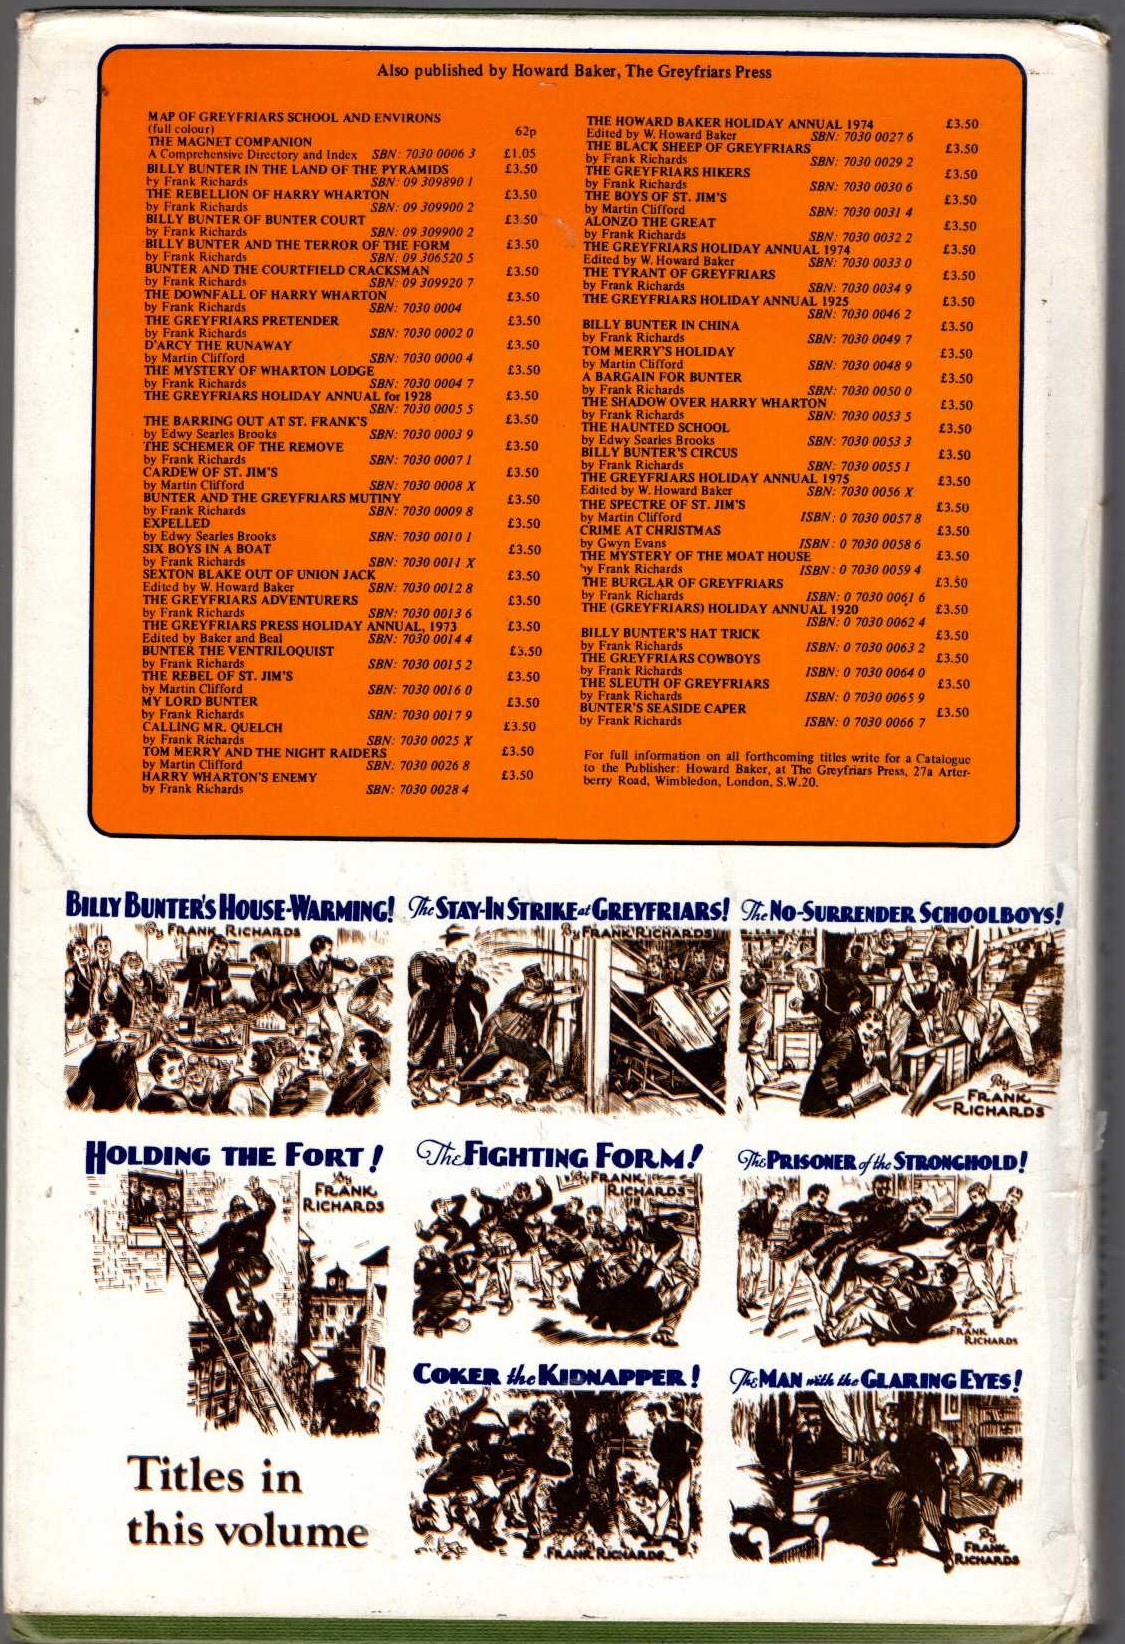 Also published by Howard Baker, The Greyfriars Press
MAP OF GREYFRIARS SCHOOL AND ENVIRONS
(full colour) 62p
THE MAGNET COMPANION
A Comprehensive Directory and Index SBN: 7030 0006 3 £1.05
BILLY BUNTER IN THE LAND OF THE PYRAMIDS £3.50
by Frank Richards SBN: 09 309890 1
THE REBELLION OF HARRY WHARTON £3.50
by Frank Richards SBN: 09 309900 2
BILLY BUNTER OF BUNTER COURT £3.50
by Frank Richards SBN: 09 309900 2
BILLY BUNTER AND THE TERROR OF THE FORM £3.50
by Frank Richards SBN: 09 306520 5
BUNTER AND THE COURTFIELD CRACKSMAN £3.50
by Frank Richards SBN: 09 309920 7
THE DOWNFALL OF HARRY WHARTON £3.50
by Frank Richards SBN: 7030 0004
THE GREYFRIARS PRETENDER £3.50
by Frank Richards SBN: 7030 0002 0
D'ARCY THE RUNAWAY £3.50
by Martin Clifford SBN: 7030 0000 4
THE MYSTERY OF WHARTON LODGE £3.50
by Frank Richards SBN: 7030 0004 7
THE GREYFRIARS HOLIDAY ANNUAL for 1928 £3.50
SBN: 7030 0005 5
THE BARRING OUT AT ST. FRANK'S £3.50
by Edwy Searles Brooks SBN: 7030 0003 9
THE SCHEMER OF THE REMOVE £3.50
by Frank Richards SBN: 7030 0007 1
CARDEW OF ST. JIM'S £3.50
by Martin Clifford SBN: 7030 0008 X
BUNTER AND THE GREYFRIARS MUTINY £3.50
by Frank Richards SBN: 7030 0009 8
EXPELLED £3.50
by Edwy Searles Brooks SBN: 7030 0010 1
SIX BOYS IN A BOAT £3.50
by Frank Richards SBN: 7030 0011 X
SEXTON BLAKE OUT OF UNION JACK £3.50
Edited by W. Howard Baker SBN: 7030 0012 8
THE GREYFRIARS ADVENTURERS £3.50
by Frank Richards SBN: 7030 0013 6
THE GREYFRIARS PRESS HOLIDAY ANNUAL, 1973 £3.50
Edited by Baker and Beal SBN: 7030 0014 4
BUNTER THE VENTRILOQUIST £3.50
by Frank Richards SBN: 7030 0015 2
THE REBEL OF ST. JIM'S £3.50
by Martin Clifford SBN: 7030 0016 0
MY LORD BUNTER £3.50
by Frank Richards SBN: 7030 0017 9
CALLING MR. QUELCH £3.50
by Frank Richards SBN: 7030 0025 X
TOM MERRY AND THE NIGHT RAIDERS £3.50
by Martin Clifford SBN: 7030 0026 8
HARRY WHARTON'S ENEMY £3.50
by Frank Richards SBN: 7030 0028 4
THE HOWARD BAKER HOLIDAY ANNUAL 1974 £3.50
Edited by W. Howard Baker SBN: 7030 0027 6
THE BLACK SHEEP OF GREYFRIARS £3.50
by Frank Richards SBN: 7030 0029 2
THE GREYFRIARS HIKERS £3.50
by Frank Richards SBN: 7030 0030 6
THE BOYS OF ST. JIM'S £3.50
by Martin Clifford SBN: 7030 0031 4
ALONZO THE GREAT £3.50
by Frank Richards SBN: 7030 0032 2
THE GREYFRIARS HOLIDAY ANNUAL 1974 £3.50
Edited by W. Howard Baker SBN: 7030 0033 0
THE TYRANT OF GREYFRIARS £3.50
by Frank Richards SBN: 7030 0034 9
THE GREYFRIARS HOLIDAY ANNUAL 1925 £3.50
SBN: 7030 0046 2
BILLY BUNTER IN CHINA £3.50
by Frank Richards SBN: 7030 0049 7
TOM MERRY'S HOLIDAY £3.50
by Martin Clifford SBN: 7030 0048 9
A BARGAIN FOR BUNTER £3.50
by Frank Richards SBN: 7030 0050 0
THE SHADOW OVER HARRY WHARTON £3.50
by Frank Richards SBN: 7030 0053 5
THE HAUNTED SCHOOL £3.50
by Edwy Searles Brooks SBN: 7030 0053 3
BILLY BUNTER'S CIRCUS £3.50
by Frank Richards SBN: 7030 0055 1
THE GREYFRIARS HOLIDAY ANNUAL 1975 £3.50
Edited by W. Howard Baker SBN: 7030 0056 X
THE SPECTRE OF ST. JIM'S £3.50
by Martin Clifford ISBN: 0 7030 0057 8
CRIME AT CHRISTMAS £3.50
by Gwyn Evans ISBN: 0 7030 0058 6
THE MYSTERY OF THE MOAT HOUSE £3.50
by Frank Richards ISBN: 0 7030 0059 4
THE BURGLAR OF GREYFRIARS £3.50
by Frank Richards ISBN: 0 7030 0061 6
THE (GREYFRIARS) HOLIDAY ANNUAL 1920 £3.50
ISBN: 0 7030 0062 4
BILLY BUNTER'S HAT TRICK £3.50
by Frank Richards ISBN: 0 7030 0063 2
THE GREYFRIARS COWBOYS £3.50
by Frank Richards ISBN: 0 7030 0064 0
THE SLEUTH OF GREYFRIARS £3.50
by Frank Richards ISBN: 0 7030 0065 9
BUNTER'S SEASIDE CAPER £3.50
by Frank Richards ISBN: 0 7030 0066 7
For full information on all forthcoming titles write for a Catalogue
to the Publisher: Howard Baker, at The Greyfriars Press, 27a Arter-
berry Road, Wimbledon, London, S.W.20.
BILLY BUNTER'S HOUSE-WARMING!
By FRANK RICHARDS
The STAY-IN STRIKE at GREYFRIARS!
By FRANK RICHARDS
The NO-SURRENDER SCHOOLBOYS!
By
FRANK
RICHARDS
HOLDING THE FORT!
By
FRANK
RICHARDS
The FIGHTING FORM!
By FRANK
RICHARDS
The PRISONER of the STRONGHOLD!
By
FRANK
RICHARDS
COKER the KIDNAPPER!
By
FRANK RICHARDS
The MAN with the GLARING EYES!
By
FRANK
RICHARDS
Titles in
this volume